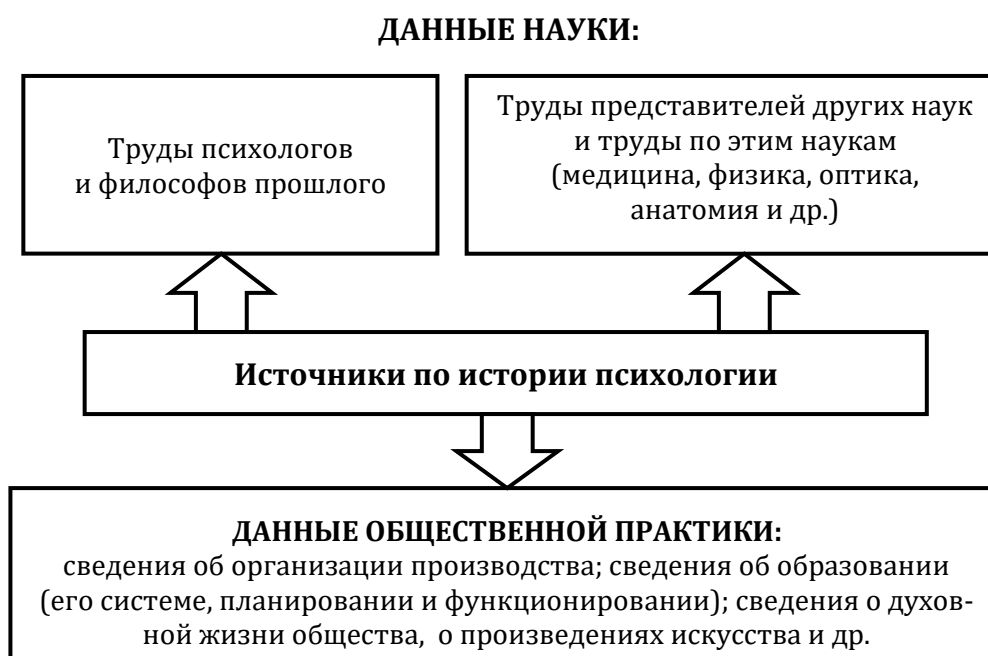 ДАННЫЕ НАУКИ:
Труды психологов
и философов прошлого
Труды представителей других наук
и труды по этим наукам
(медицина, физика, оптика,
анатомия и др.)
Источники по истории психологии
ДАННЫЕ ОБЩЕСТВЕННОЙ ПРАКТИКИ:
сведения об организации производства; сведения об образовании
(его системе, планировании и функционировании); сведения о духов-
ной жизни общества, о произведениях искусства и др.